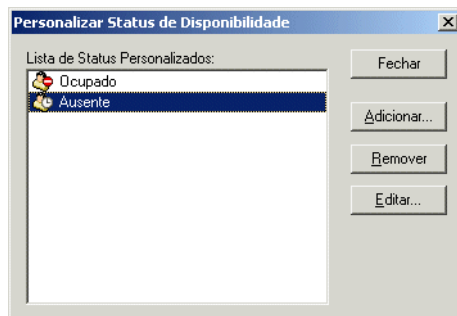 Personalizar Status de Disponibilidade
Lista de Status Personalizados:
Ocupado
Ausente
Fechar
Adicionar...
Remover
Editar...